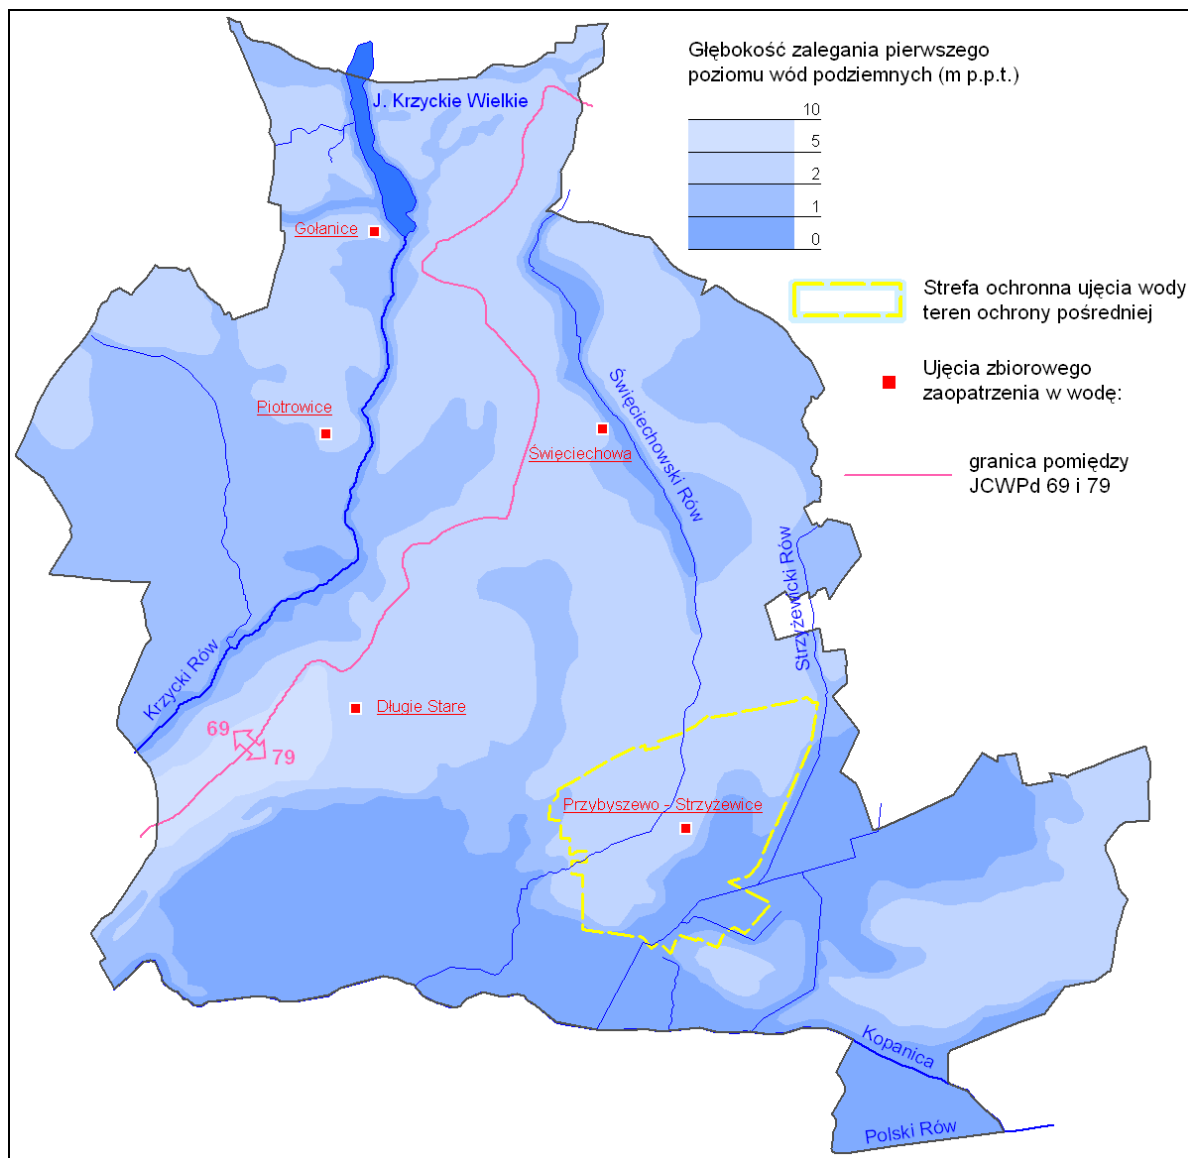 Głębokość zalegania pierwszego
poziomu wód podziemnych (m p.p.t.)
10
5
2
1
0
Strefa ochronna ujęcia wody
teren ochrony pośredniej
Ujęcia zbiorowego
zaopatrzenia w wodę:
granica pomiędzy
JCWPd 69 i 79
J. Krzyckie Wielkie
Gołanice
Piotrowice
Święciechowa
Święciechowski Rów
Strzyżewicki Rów
Krzycki Rów
Długie Stare
69
79
Przybyszewo - Strzyżewice
Kopanica
Polski Rów